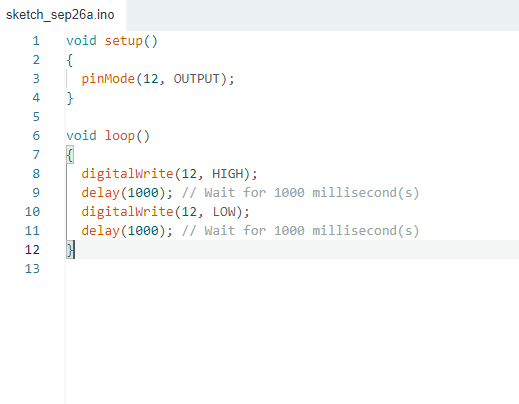 sketch_sep26a.ino
1 void setup()
2 {
3   pinMode(12, OUTPUT);
4 }
5
6 void loop()
7 {
8   digitalWrite(12, HIGH);
9   delay(1000); // Wait for 1000 millisecond(s)
10   digitalWrite(12, LOW);
11   delay(1000); // Wait for 1000 millisecond(s)
12 }
13